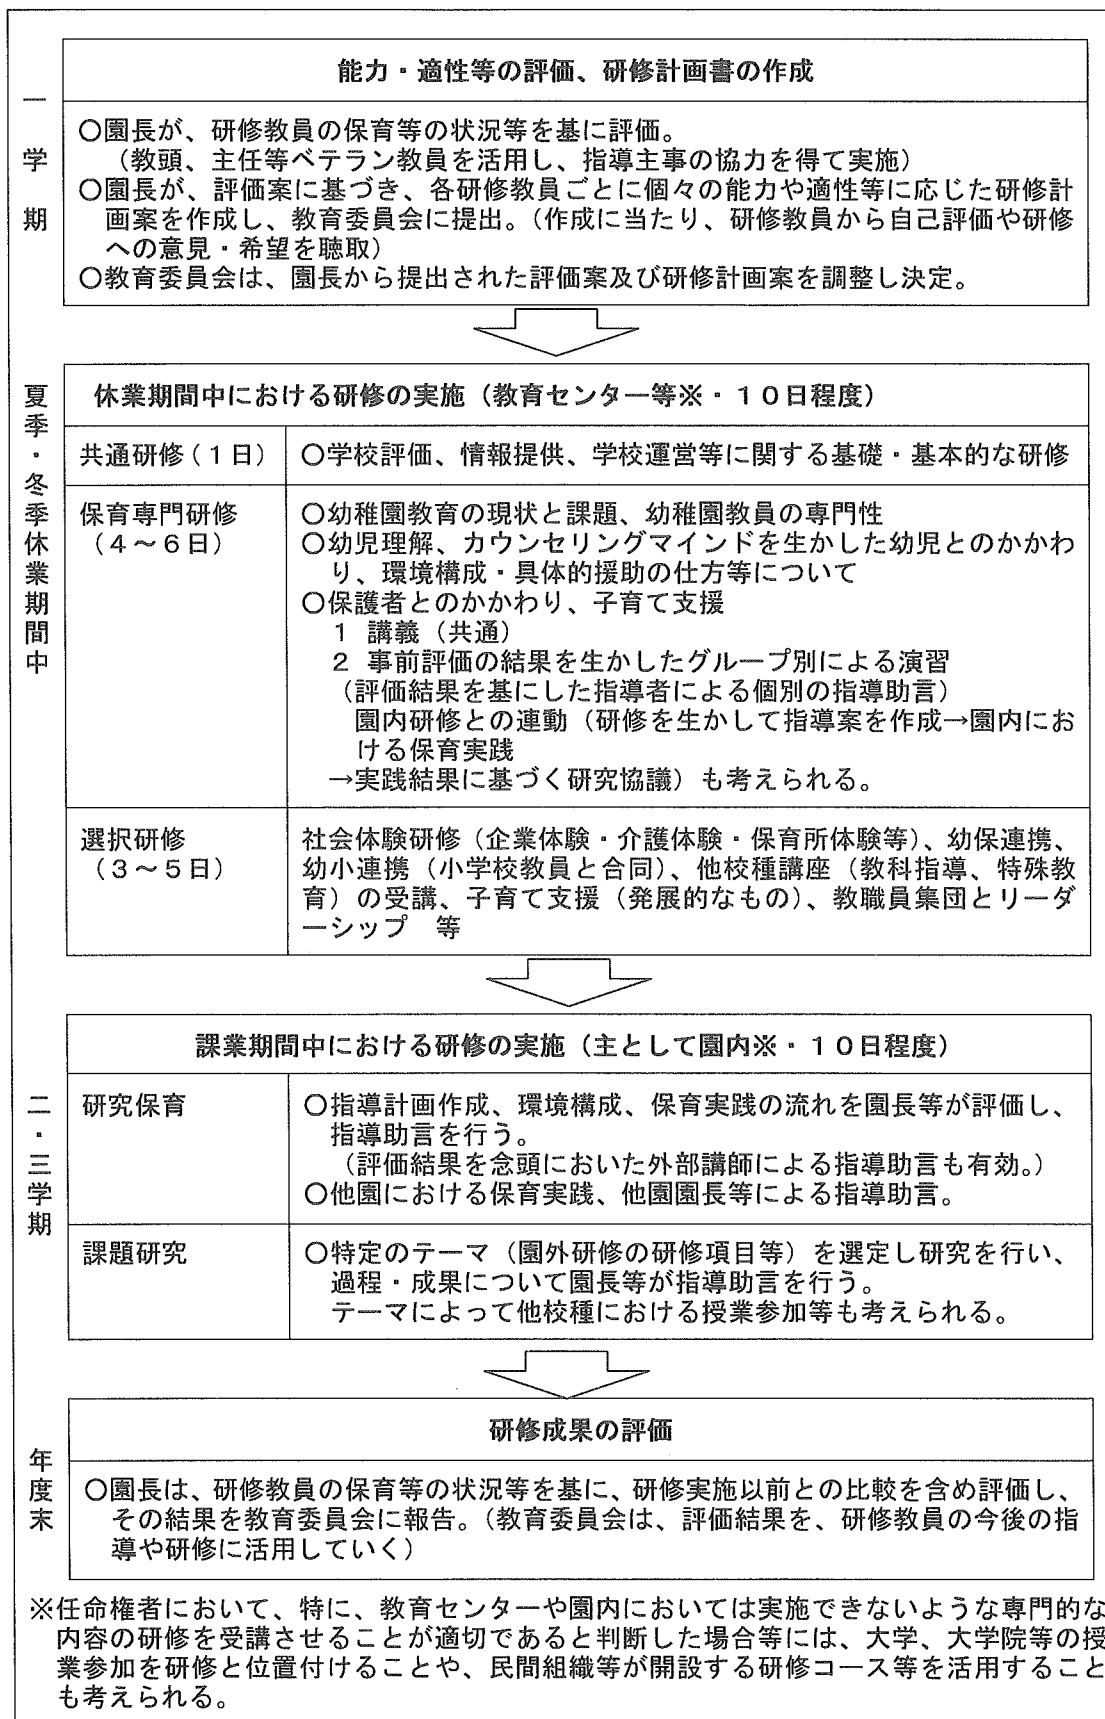 一学期
能力・適性等の評価、研修計画書の作成
○園長が、研修教員の保育等の状況等を基に評価。
（教頭、主任等ベテラン教員を活用し、指導主事の協力を得て実施）
○園長が、評価案に基づき、各研修教員ごとに個々の能力や適性等に応じた研修計
画案を作成し、教育委員会に提出。（作成に当たり、研修教員から自己評価や研修
への意見・希望を聴取）
○教育委員会は、園長から提出された評価案及び研修計画案を調整し決定。
夏季・冬季休業期間中
休業期間中における研修の実施（教育センター等※・１０日程度）
共通研修（１日）
○学校評価、情報提供、学校運営等に関する基礎・基本的な研修
保育専門研修
（４～６日）
○幼稚園教育の現状と課題、幼稚園教員の専門性
○幼児理解、カウンセリングマインドを生かした幼児とのかかわ
り、環境構成・具体的援助の仕方等について
○保護者とのかかわり、子育て支援
１ 講義（共通）
２ 事前評価の結果を生かしたグループ別による演習
（評価結果を基にした指導者による個別の指導助言）
園内研修との連動（研修を生かして指導案を作成→園内にお
ける保育実践
→実践結果に基づく研究協議）も考えられる。
選択研修
（３～５日）
社会体験研修（企業体験・介護体験・保育所体験等）、幼保連携、
幼小連携（小学校教員と合同）、他校種講座（教科指導、特殊教
育）の受講、子育て支援（発展的なもの）、教職員集団とリーダ
ーシップ 等
二・三学期
課業期間中における研修の実施（主として園内※・１０日程度）
研究保育
○指導計画作成、環境構成、保育実践の流れを園長等が評価し、
指導助言を行う。
（評価結果を念頭においた外部講師による指導助言も有効。）
○他園における保育実践、他園園長等による指導助言。
課題研究
○特定のテーマ（園外研修の研修項目等）を選定し研究を行い、
過程・成果について園長等が指導助言を行う。
テーマによって他校種における授業参加等も考えられる。
年度末
研修成果の評価
○園長は、研修教員の保育等の状況等を基に、研修実施以前との比較を含め評価し、
その結果を教育委員会に報告。（教育委員会は、評価結果を、研修教員の今後の指
導や研修に活用していく）
※任命権者において、特に、教育センターや園内においては実施できないような専門的な
内容の研修を受講させることが適切であると判断した場合等には、大学、大学院等の授
業参加を研修と位置付けることや、民間組織等が開設する研修コース等を活用すること
も考えられる。